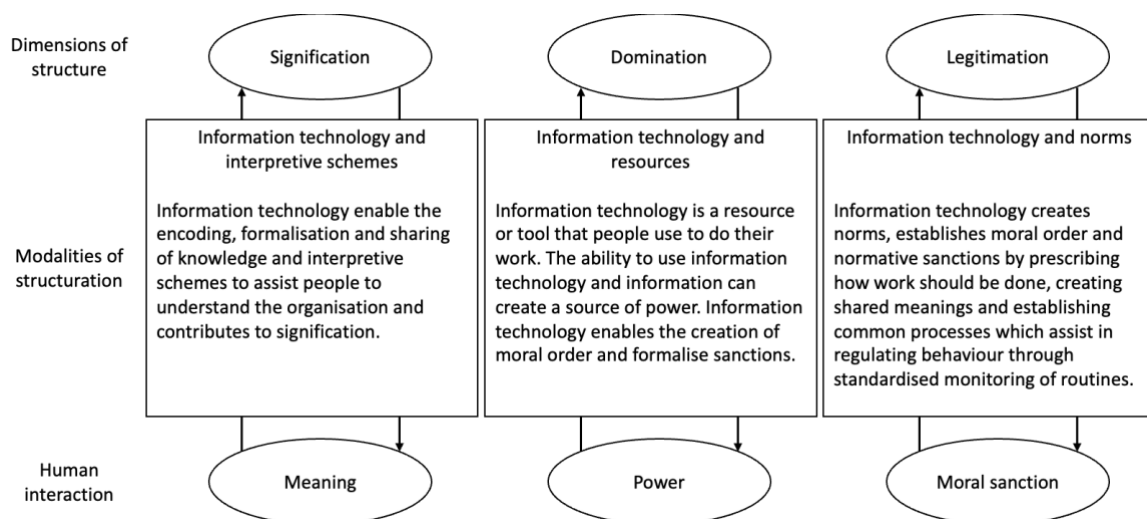 Dimensions of
structure
Signification
Domination
Legitimation
Modalities of
structuration
Information technology and
interpretive schemes
Information technology enable the
encoding, formalisation and sharing
of knowledge and interpretive
schemes to assist people to
understand the organisation and
contributes to signification.
Information technology and
resources
Information technology is a resource
or tool that people use to do their
work. The ability to use information
technology and information can
create a source of power. Information
technology enables the creation of
moral order and formalise sanctions.
Information technology and norms
Information technology creates
norms, establishes moral order and
normative sanctions by prescribing
how work should be done, creating
shared meanings and establishing
common processes which assist in
regulating behaviour through
standardised monitoring of routines.
Human
interaction
Meaning
Power
Moral sanction